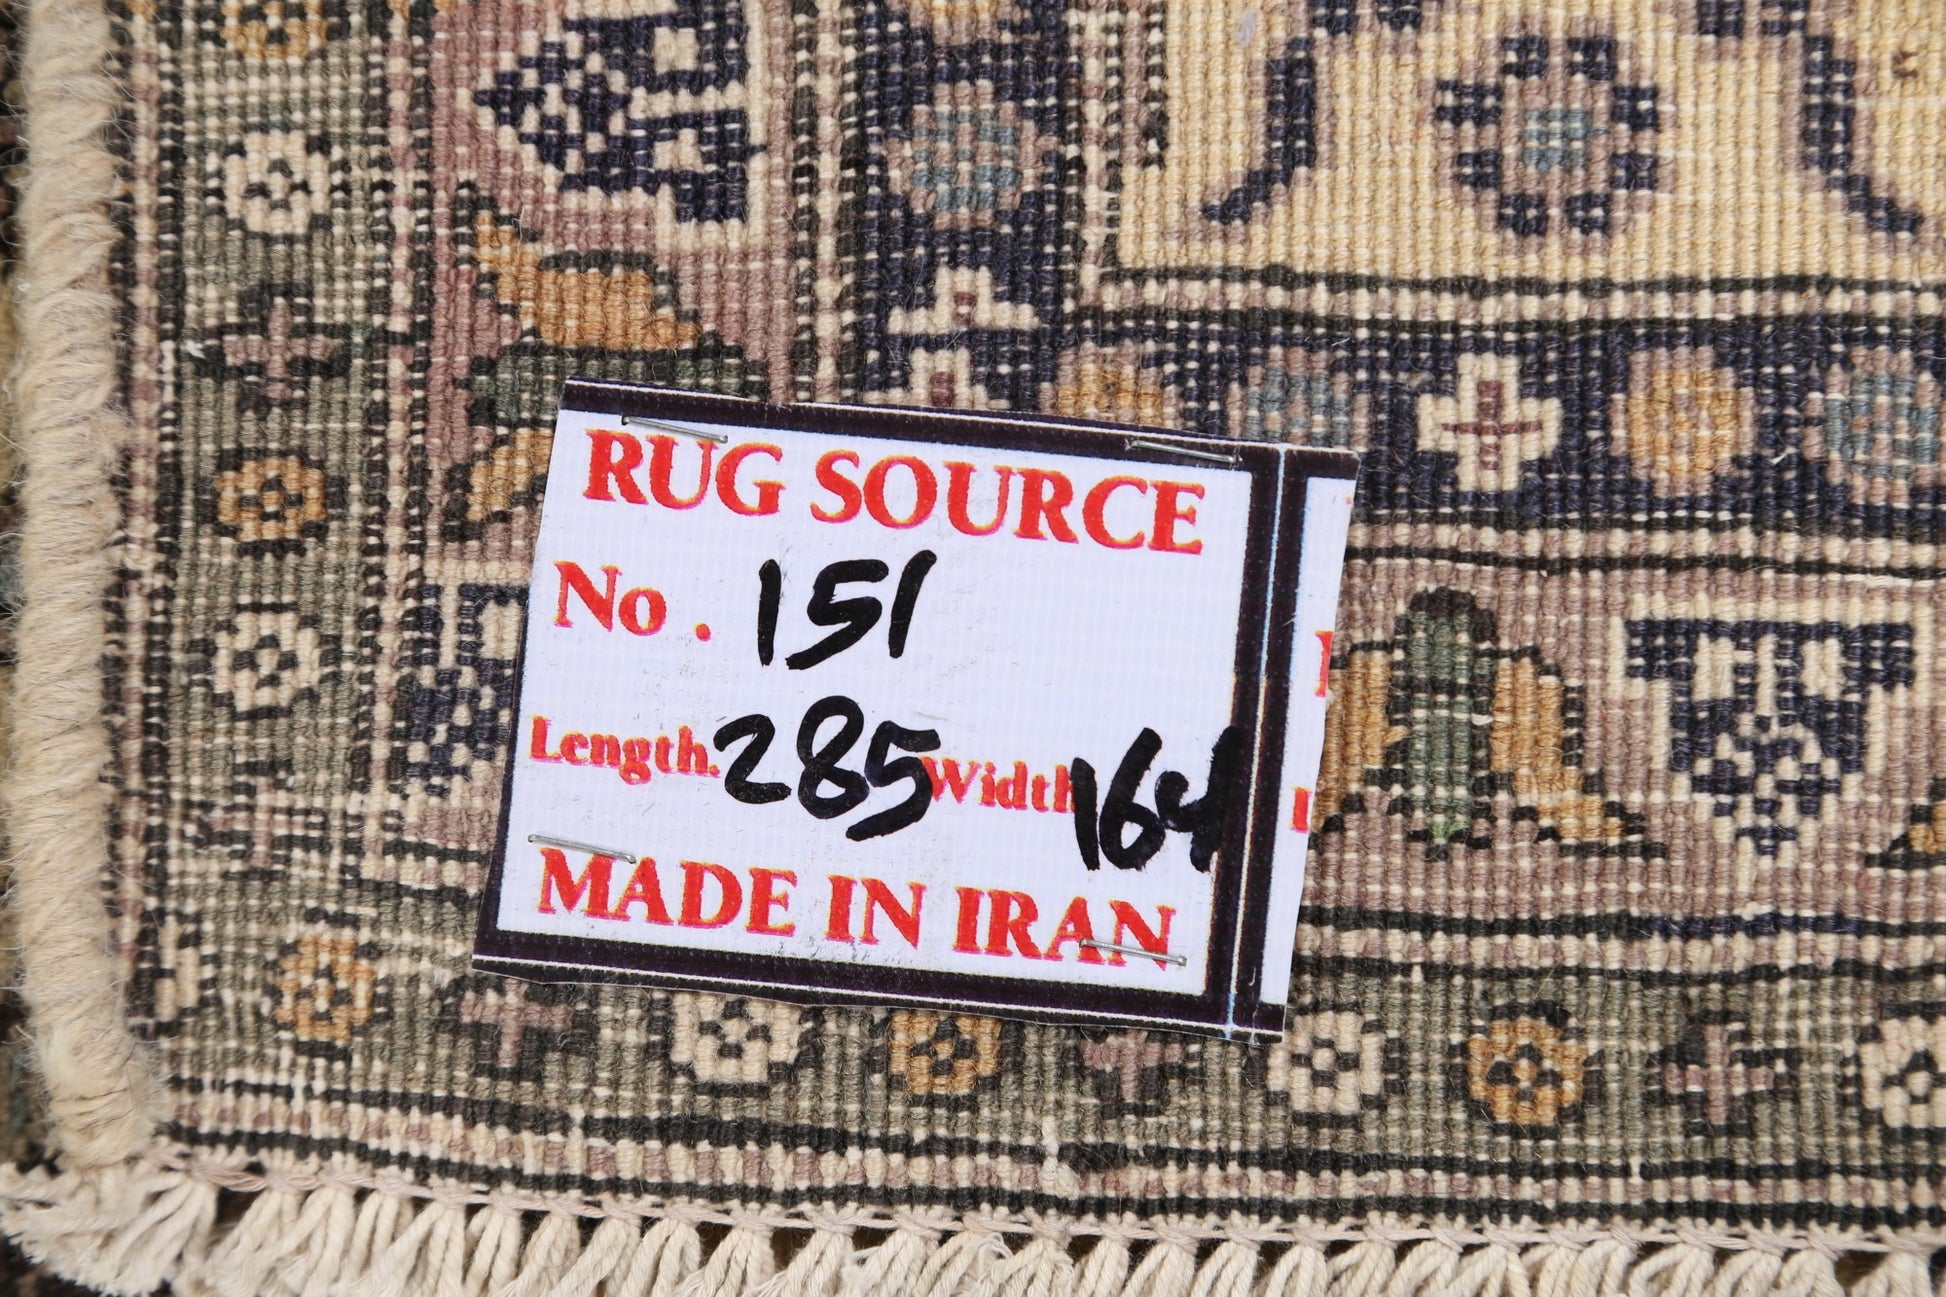 RUG SOURCE
No. 151
Length. 285 Width 164
MADE IN IRAN